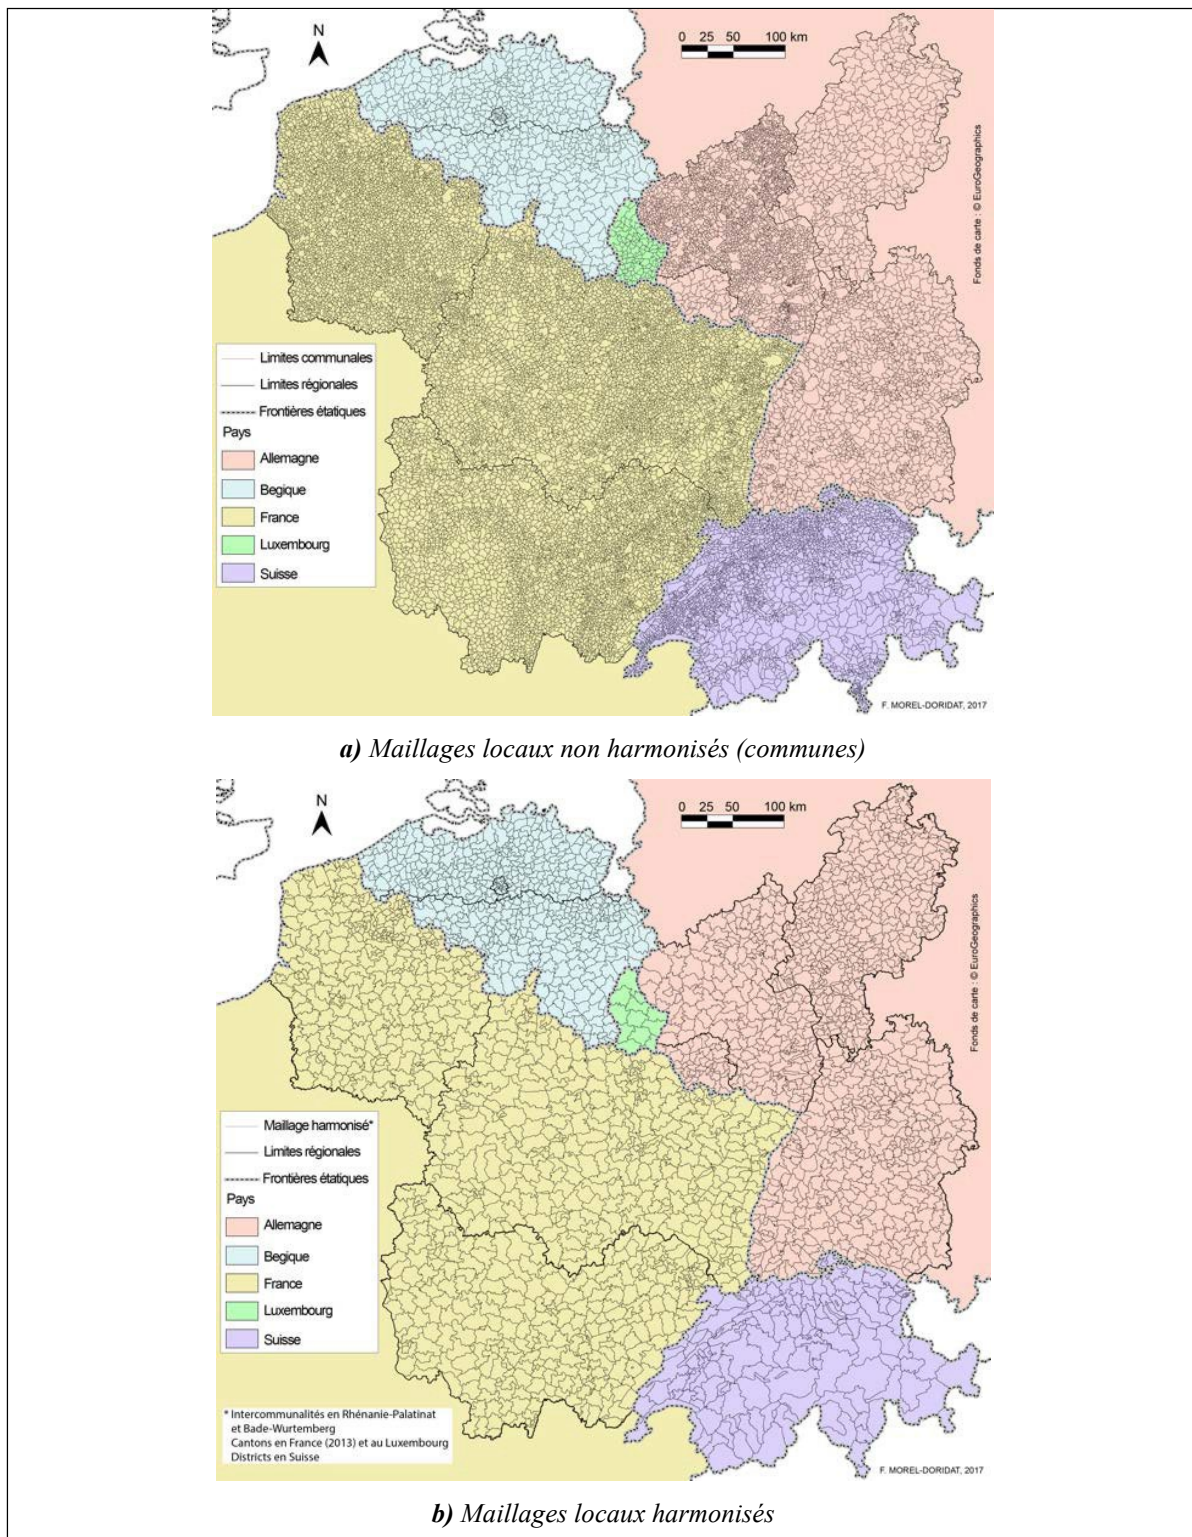 N
0 25 50 100 km
Fonds de carte : © EuroGeographics
Limites communales
Limites régionales
Frontières étatiques
Pays
Allemagne
Begique
France
Luxembourg
Suisse
F. MOREL-DORIDAT, 2017
a) Maillages locaux non harmonisés (communes)
N
0 25 50 100 km
Fonds de carte : © EuroGeographics
Maillage harmonisé*
Limites régionales
Frontières étatiques
Pays
Allemagne
Begique
France
Luxembourg
Suisse
* Intercommunalités en Rhénanie-Palatinat
et Bade-Wurtemberg
Cantons en France (2013) et au Luxembourg
Districts en Suisse
F. MOREL-DORIDAT, 2017
b) Maillages locaux harmonisés